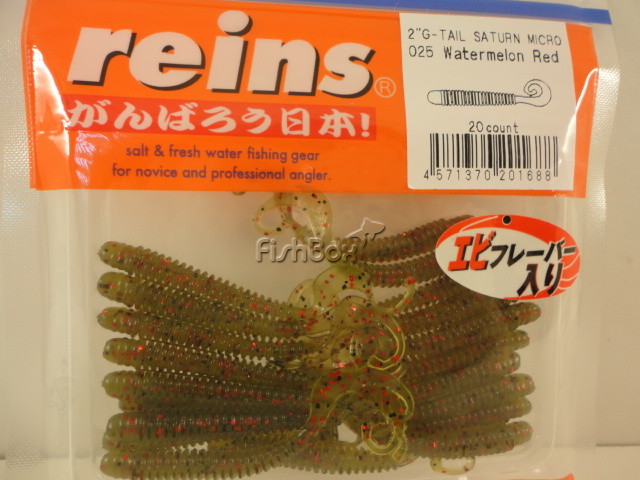 reins®
がんばろう日本!
salt & fresh water fishing gear
for novice and professional angler.
2"G-TAIL SATURN MICRO
025 Watermelon Red
20count
4 571370 201688
FishBox
エビフレーバー
入り